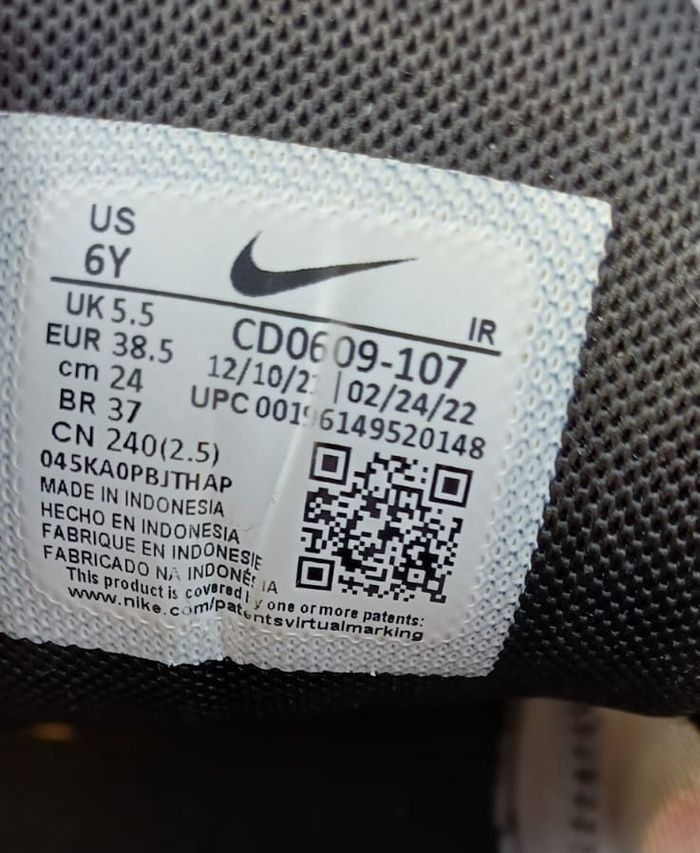 US
6Y
IR
UK 5.5
EUR 38.5
cm 24
BR 37
CN 240(2.5)
045KA0PBJTHAP
CD0609-107
| 02/24/22
UPC 00196149520148
MADE IN INDONESIA
HECHO EN INDONESIA
FABRIQUE EN INDONESIE
FABRICADO NA INDONÉSIA
This product is covered by one or more patents:
www.nike.com/patentsvirtualmarking